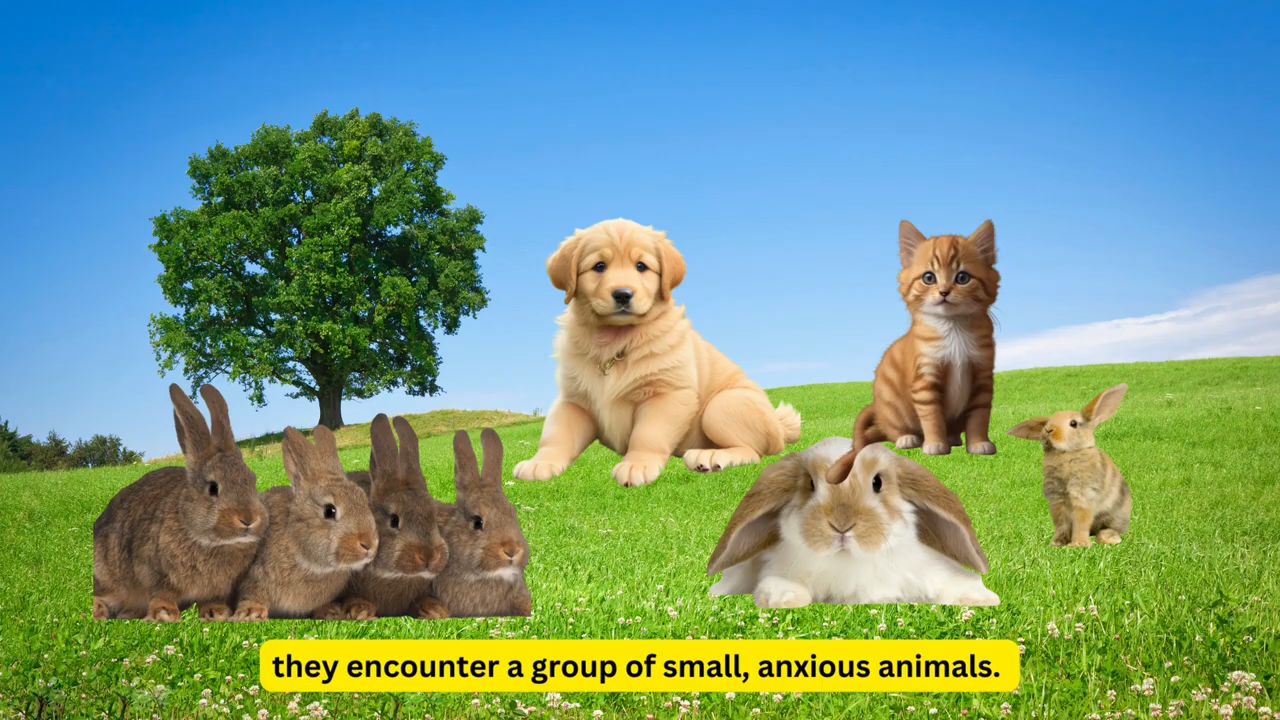 they encounter a group of small, anxious animals.